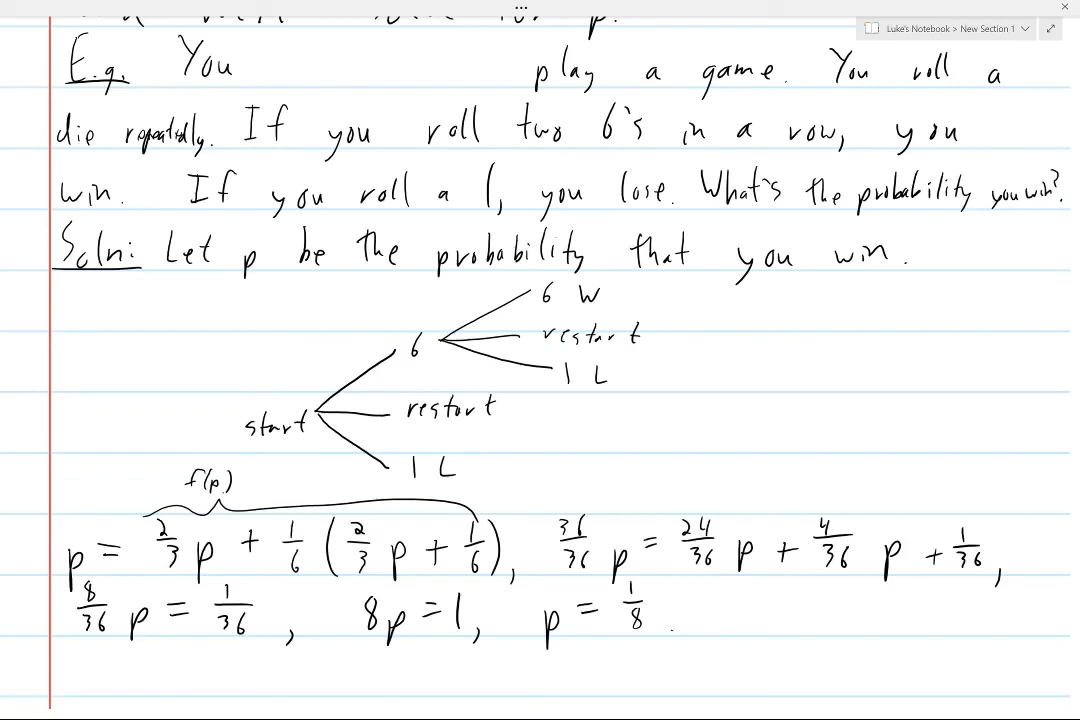 Luke's Notebook > New Section 1
p.
E.g. You play a game. You roll a
die repeatedly. If you roll two 6's in a row, you
win. If you roll a 1, you lose. What's the probability you win?
Soln: Let p be the probability that you win.
6 W
6 restart
1 L
start restart
1 L
f(p)
p = 2/3 p + 1/6 (2/3 p + 1/6), 36/36 p = 24/36 p + 4/36 p + 1/36,
8/36 p = 1/36, 8p = 1, p = 1/8.